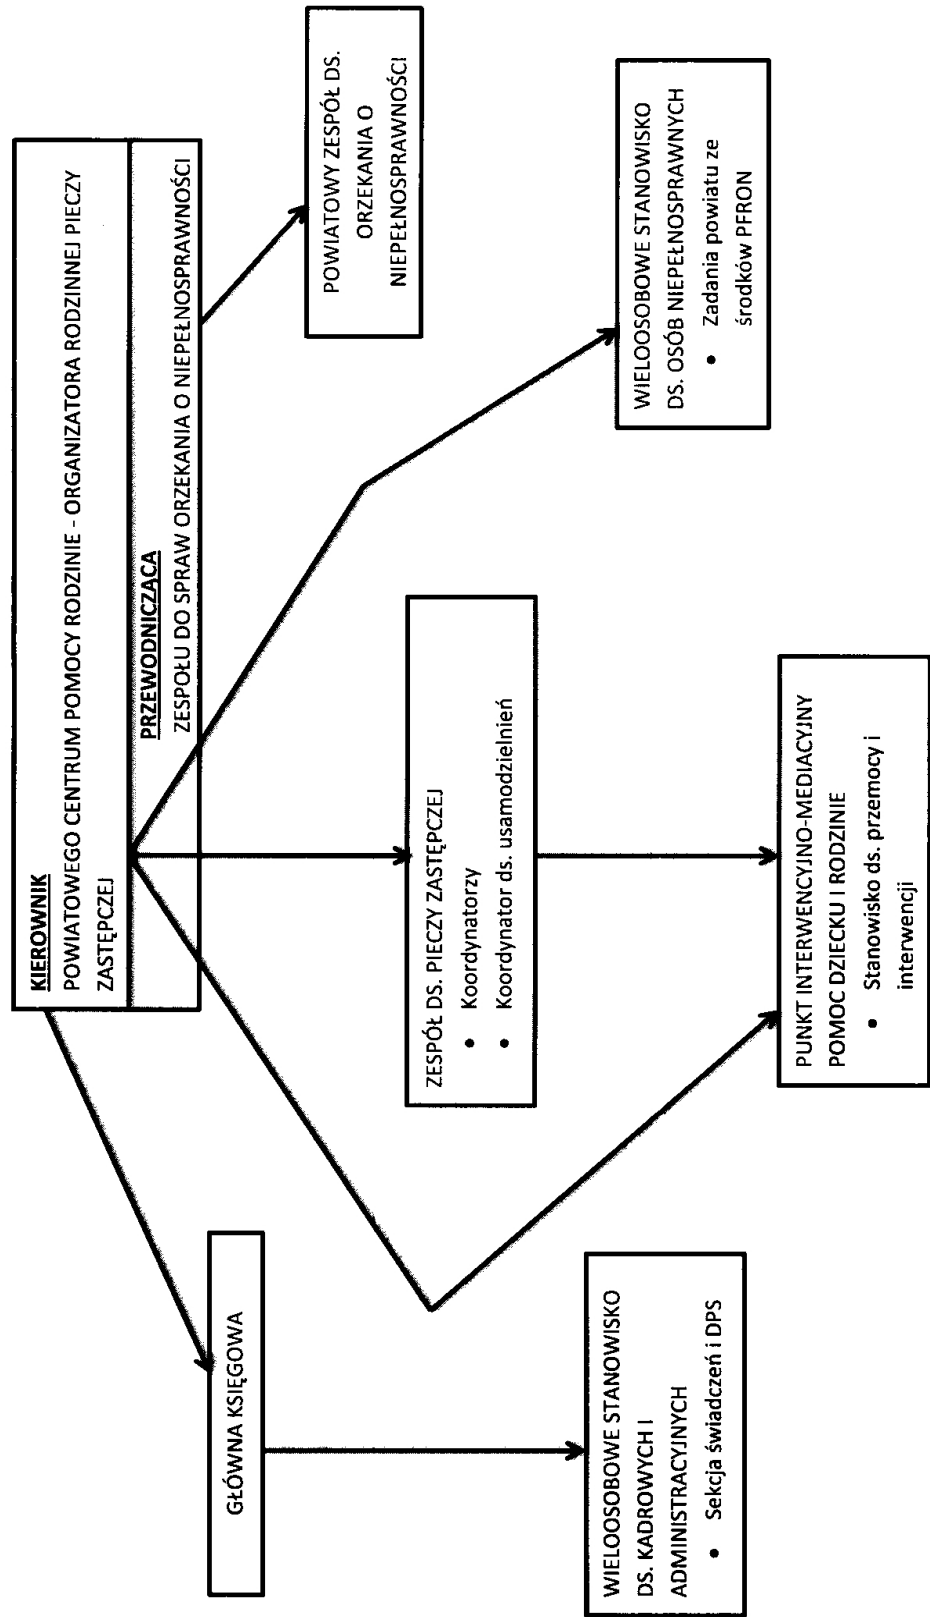 KIEROWNIK
POWIATOWEGO CENTRUM POMOCY RODZINIE - ORGANIZATORA RODZINNEJ PIECZY
ZASTĘPCZEJ
PRZEWODNICZĄCA
ZESPOŁU DO SPRAW ORZEKANIA O NIEPEŁNOSPRAWNOŚCI
GŁÓWNA KSIĘGOWA
POWIATOWY ZESPÓŁ DS.
ORZEKANIA O
NIEPEŁNOSPRAWNOŚCI
ZESPÓŁ DS. PIECZY ZASTĘPCZEJ
• Koordynatorzy
• Koordynator ds. usamodzielnień
WIELOOSOBOWE STANOWISKO
DS. KADROWYCH I
ADMINISTRACYJNYCH
• Sekcja świadczeń i DPS
WIELOOSOBOWE STANOWISKO
DS. OSÓB NIEPEŁNOSPRAWNYCH
• Zadania powiatu ze
środków PFRON
PUNKT INTERWENCYJNO-MEDIACYJNY
POMOC DZIECKU I RODZINIE
• Stanowisko ds. przemocy i
interwencji